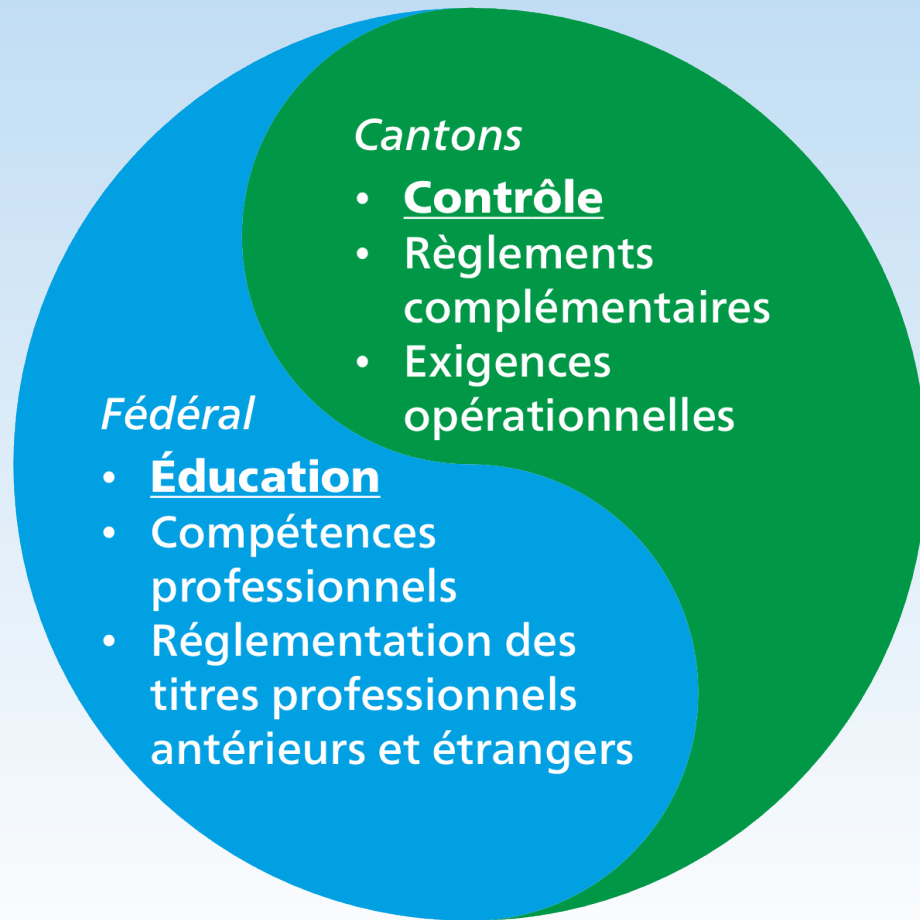 Cantons
• Contrôle
• Règlements
complémentaires
• Exigences
opérationnelles
Fédéral
• Éducation
• Compétences
professionnels
• Réglementation des
titres professionnels
antérieurs et étrangers